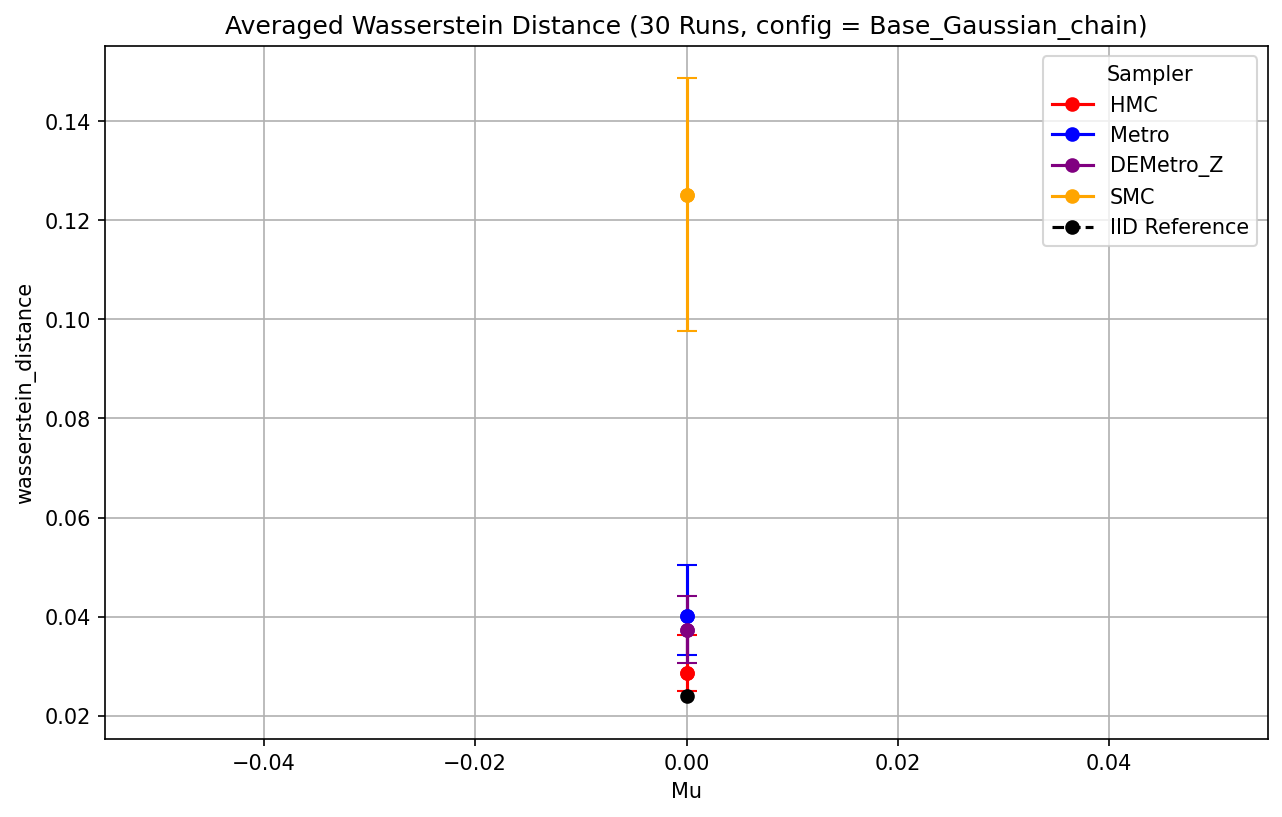 Averaged Wasserstein Distance (30 Runs, config = Base_Gaussian_chain)
Sampler
HMC
Metro
DEMetro_Z
SMC
IID Reference
wasserstein_distance
0.14
0.12
0.10
0.08
0.06
0.04
0.02
−0.04
−0.02
0.00
0.02
0.04
Mu